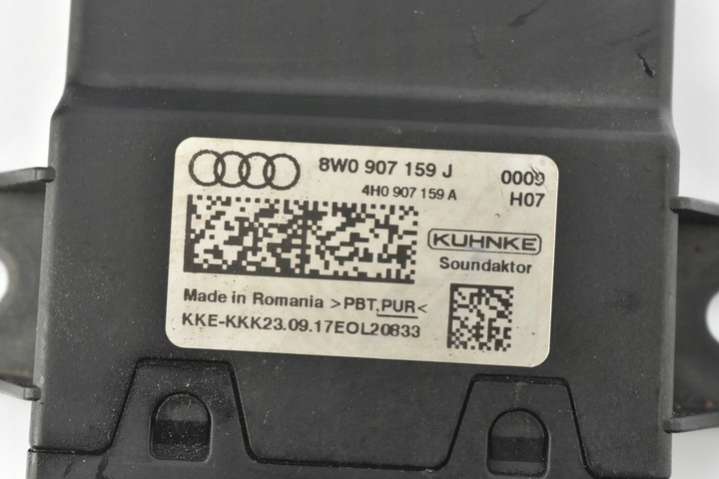 8W0 907 159 J
0009
4H0 907 159 A
H07
KUHNKE
Soundaktor
Made in Romania >PBT,PUR<
KKE-KKK23.09.17EOL20833